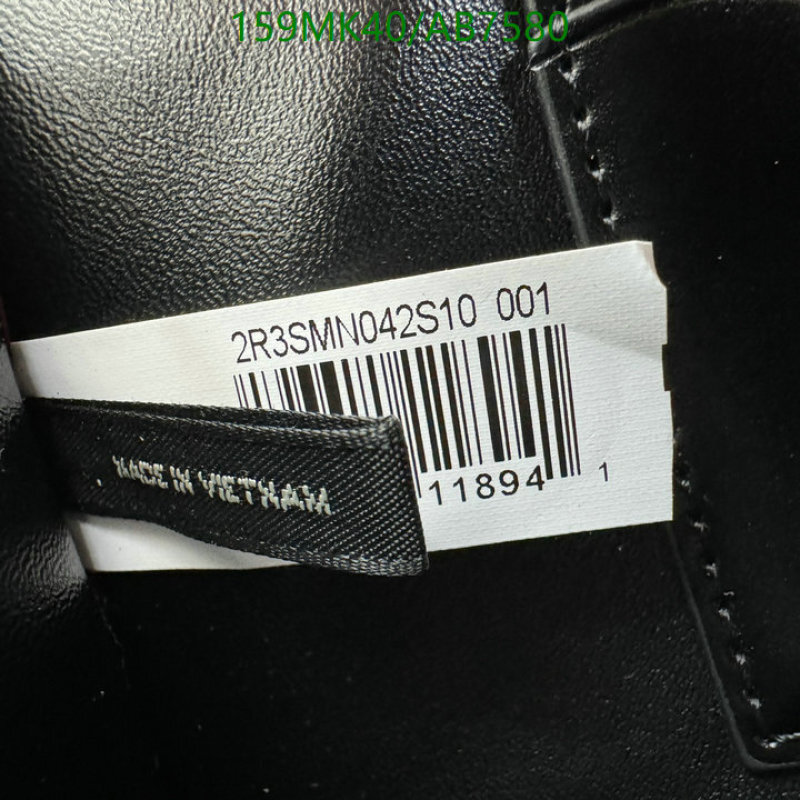 159MK40/AB7580
2R3SMN042S10 001
11894 1
MADE IN VIETNAM